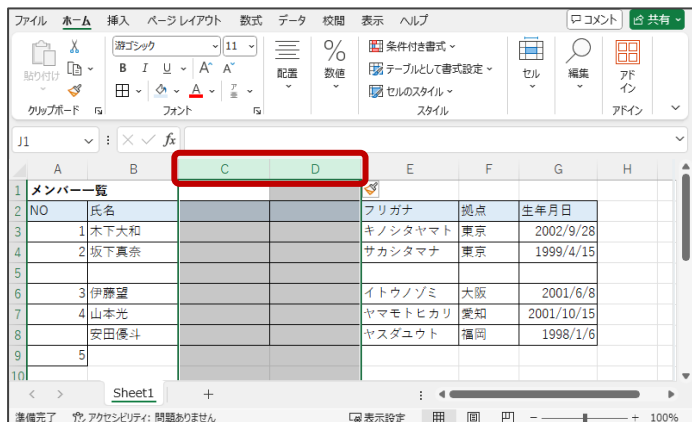 ファイル ホーム 挿入 ページレイアウト 数式 データ 校閲 表示 ヘルプ コメント 共有
貼り付け
クリップボード
游ゴシック 11
B I U A^ A˅
A ア亜
フォント
配置
%
数値
条件付き書式
テーブルとして書式設定
セルのスタイル
スタイル
セル
編集
アドイン
アドイン
J1 fx
A B C D E F G H
1 メンバー一覧
2 NO 氏名 フリガナ 拠点 生年月日
3 1 木下大和 キノシタヤマト 東京 2002/9/28
4 2 坂下真奈 サカシタマナ 東京 1999/4/15
5
6 3 伊藤望 イトウノゾミ 大阪 2001/6/8
7 4 山本光 ヤマモトヒカリ 愛知 2001/10/15
8 安田優斗 ヤスダユウト 福岡 1998/1/6
9 5
10
Sheet1 +
準備完了 アクセシビリティ: 問題ありません 表示設定 - + 100%